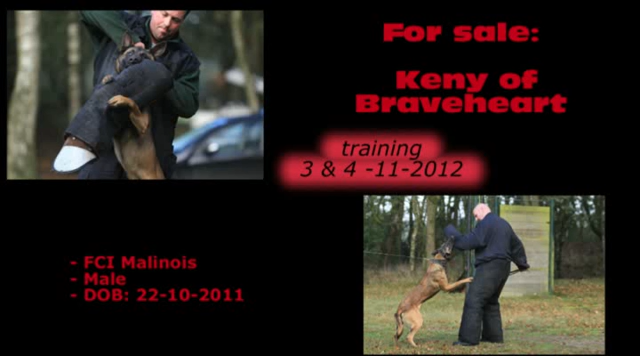 For sale:
Keny of
Braveheart
training
3 & 4 -11-2012
- FCI Malinois
- Male
- DOB: 22-10-2011